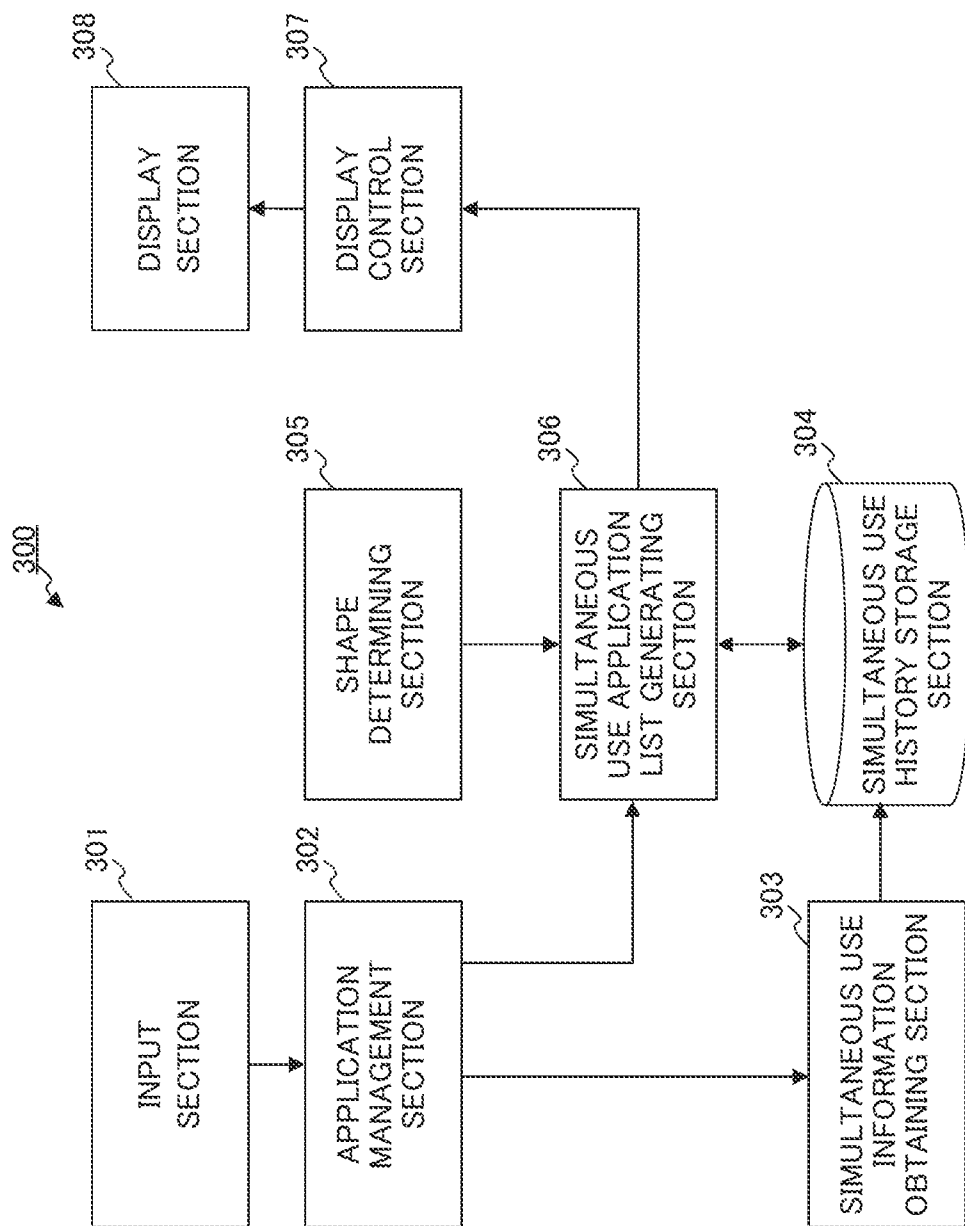 300
301
INPUT
SECTION
302
APPLICATION
MANAGEMENT
SECTION
303
SIMULTANEOUS USE
INFORMATION
OBTAINING SECTION
305
SHAPE
DETERMINING
SECTION
306
SIMULTANEOUS
USE APPLICATION
LIST GENERATING
SECTION
304
SIMULTANEOUS USE
HISTORY STORAGE
SECTION
308
DISPLAY
SECTION
307
DISPLAY
CONTROL
SECTION